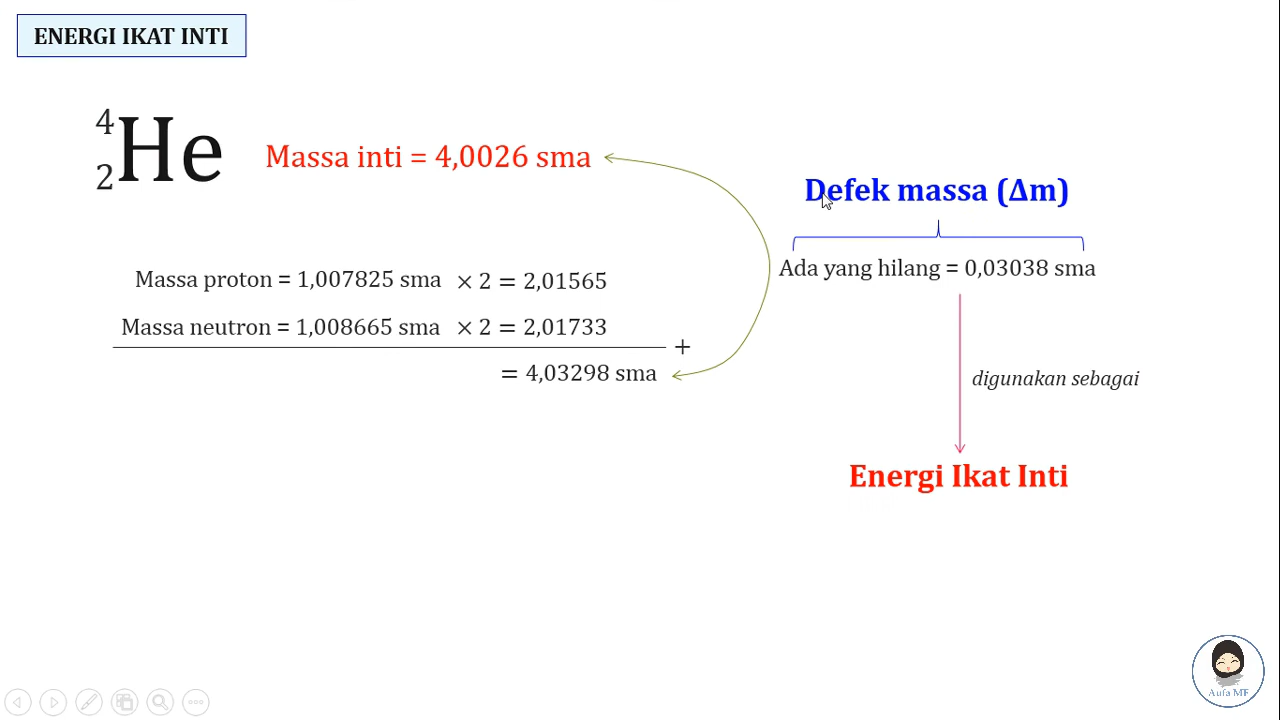 ENERGI IKAT INTI
4
2
He
Massa inti = 4,0026 sma
Defek massa (Δm)
Ada yang hilang = 0,03038 sma
Massa proton = 1,007825 sma × 2 = 2,01565
Massa neutron = 1,008665 sma × 2 = 2,01733
+
= 4,03298 sma
digunakan sebagai
Energi Ikat Inti
Aufa MF